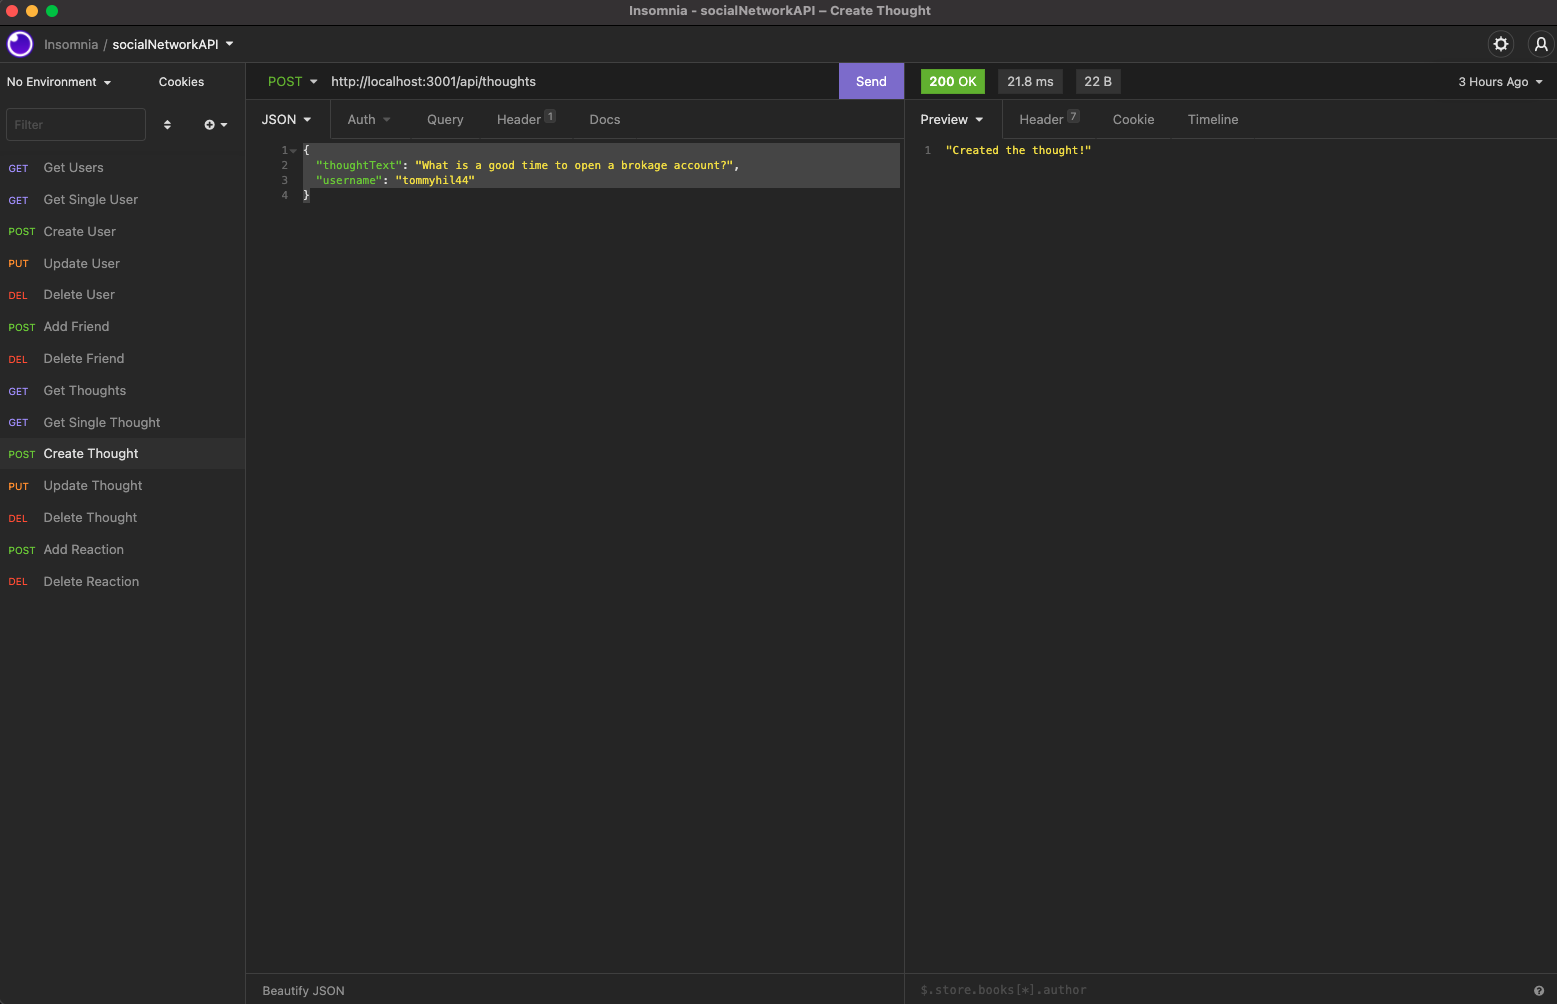 Insomnia - socialNetworkAPI – Create Thought
Insomnia / socialNetworkAPI
No Environment
Cookies
POST
http://localhost:3001/api/thoughts
Send
200 OK
21.8 ms
22 B
3 Hours Ago
Filter
JSON
Auth
Query
Header 1
Docs
Preview
Header 7
Cookie
Timeline
GET Get Users
GET Get Single User
POST Create User
PUT Update User
DEL Delete User
POST Add Friend
DEL Delete Friend
GET Get Thoughts
GET Get Single Thought
POST Create Thought
PUT Update Thought
DEL Delete Thought
POST Add Reaction
DEL Delete Reaction
1 {
2 "thoughtText": "What is a good time to open a brokage account?",
3 "username": "tommyhil44"
4 }
1 "Created the thought!"
Beautify JSON
$.store.books[*].author